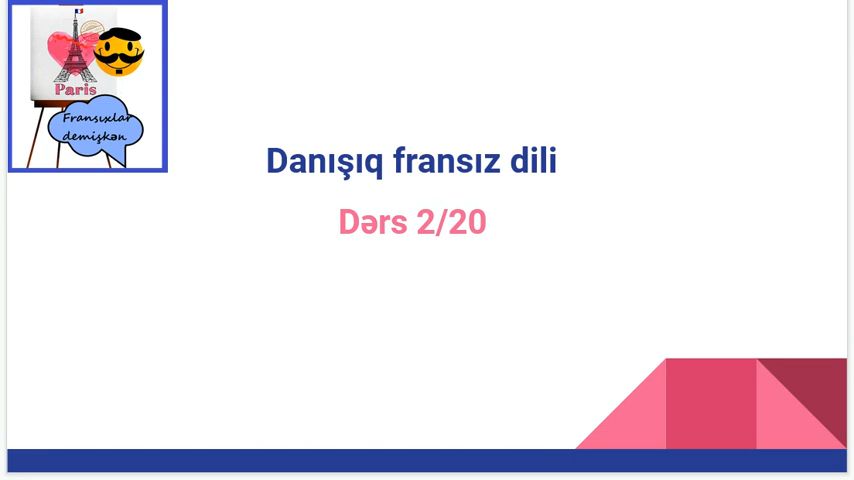 Paris
Fransızlar
demişkən
Danışıq fransız dili
Dərs 2/20